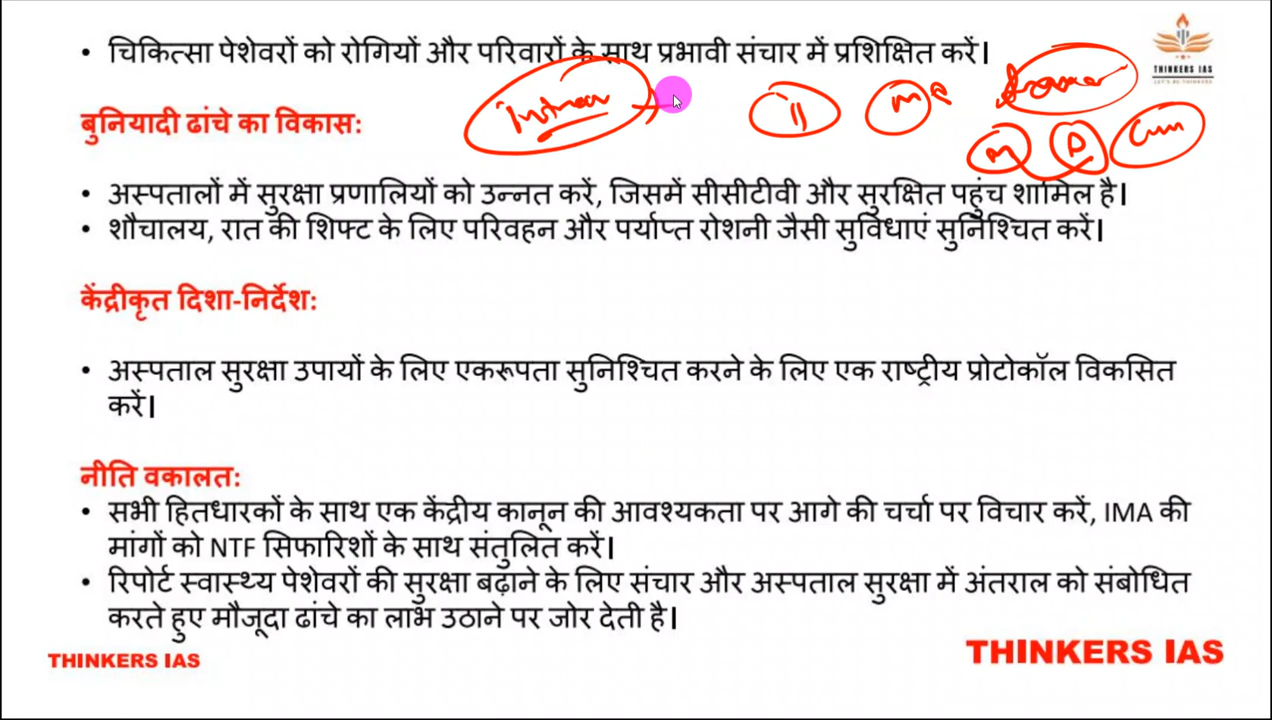 • चिकित्सा पेशेवरों को रोगियों और परिवारों के साथ प्रभावी संचार में प्रशिक्षित करें।
THINKERS IAS
LET'S BE THINKERS
बुनियादी ढांचे का विकास:
• अस्पतालों में सुरक्षा प्रणालियों को उन्नत करें, जिसमें सीसीटीवी और सुरक्षित पहुंच शामिल है।
• शौचालय, रात की शिफ्ट के लिए परिवहन और पर्याप्त रोशनी जैसी सुविधाएं सुनिश्चित करें।
केंद्रीकृत दिशा-निर्देश:
• अस्पताल सुरक्षा उपायों के लिए एकरूपता सुनिश्चित करने के लिए एक राष्ट्रीय प्रोटोकॉल विकसित
करें।
नीति वकालत:
• सभी हितधारकों के साथ एक केंद्रीय कानून की आवश्यकता पर आगे की चर्चा पर विचार करें, IMA की
मांगों को NTF सिफारिशों के साथ संतुलित करें।
• रिपोर्ट स्वास्थ्य पेशेवरों की सुरक्षा बढ़ाने के लिए संचार और अस्पताल सुरक्षा में अंतराल को संबोधित
करते हुए मौजूदा ढांचे का लाभ उठाने पर जोर देती है।
THINKERS IAS
THINKERS IAS